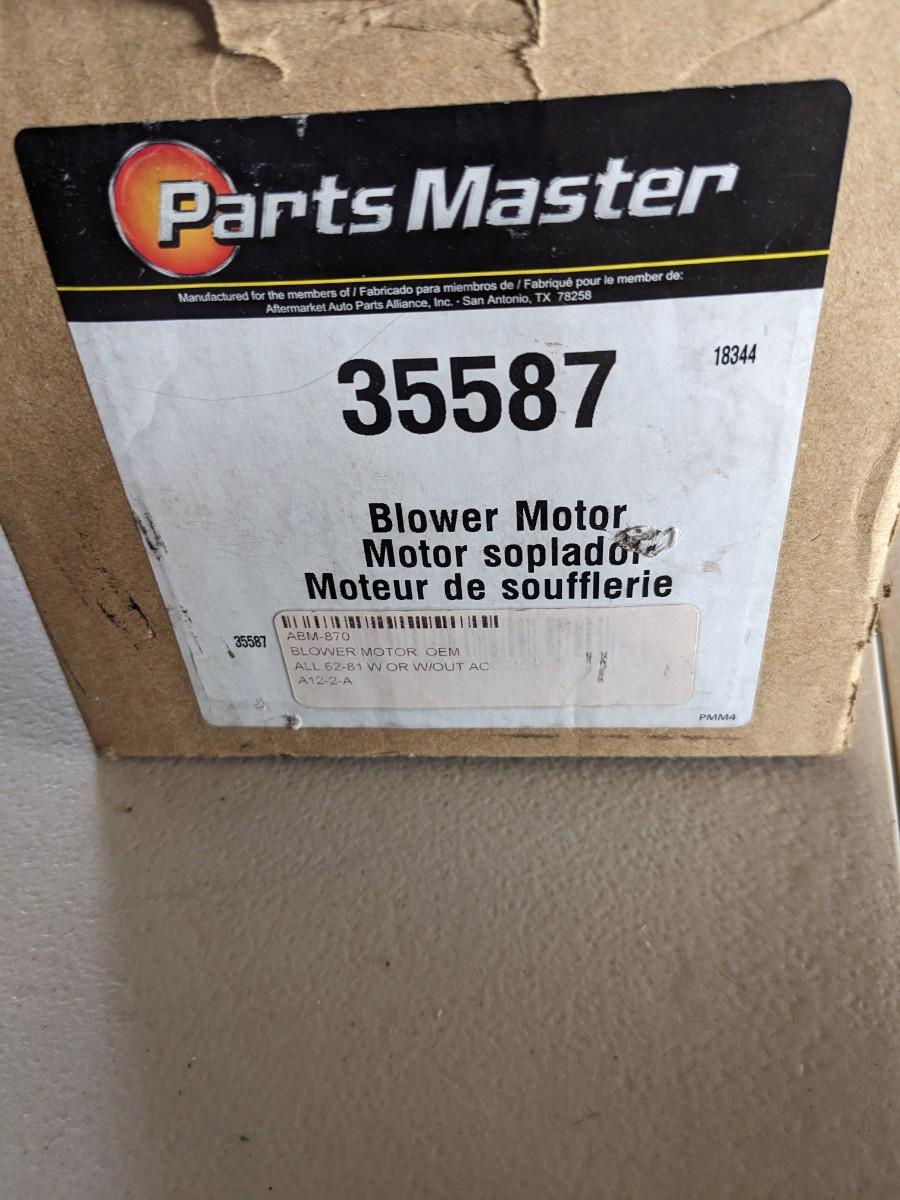 Parts Master
Manufactured for the members of / Fabricado para miembros de / Fabriqué pour le member de:
Aftermarket Auto Parts Alliance, Inc. · San Antonio, TX 78258
35587
18344
Blower Motor
Motor soplador
Moteur de soufflerie
35587
ABM-870
BLOWER MOTOR OEM
ALL 62-81 W OR W/OUT AC
A12-2-A
PMM4